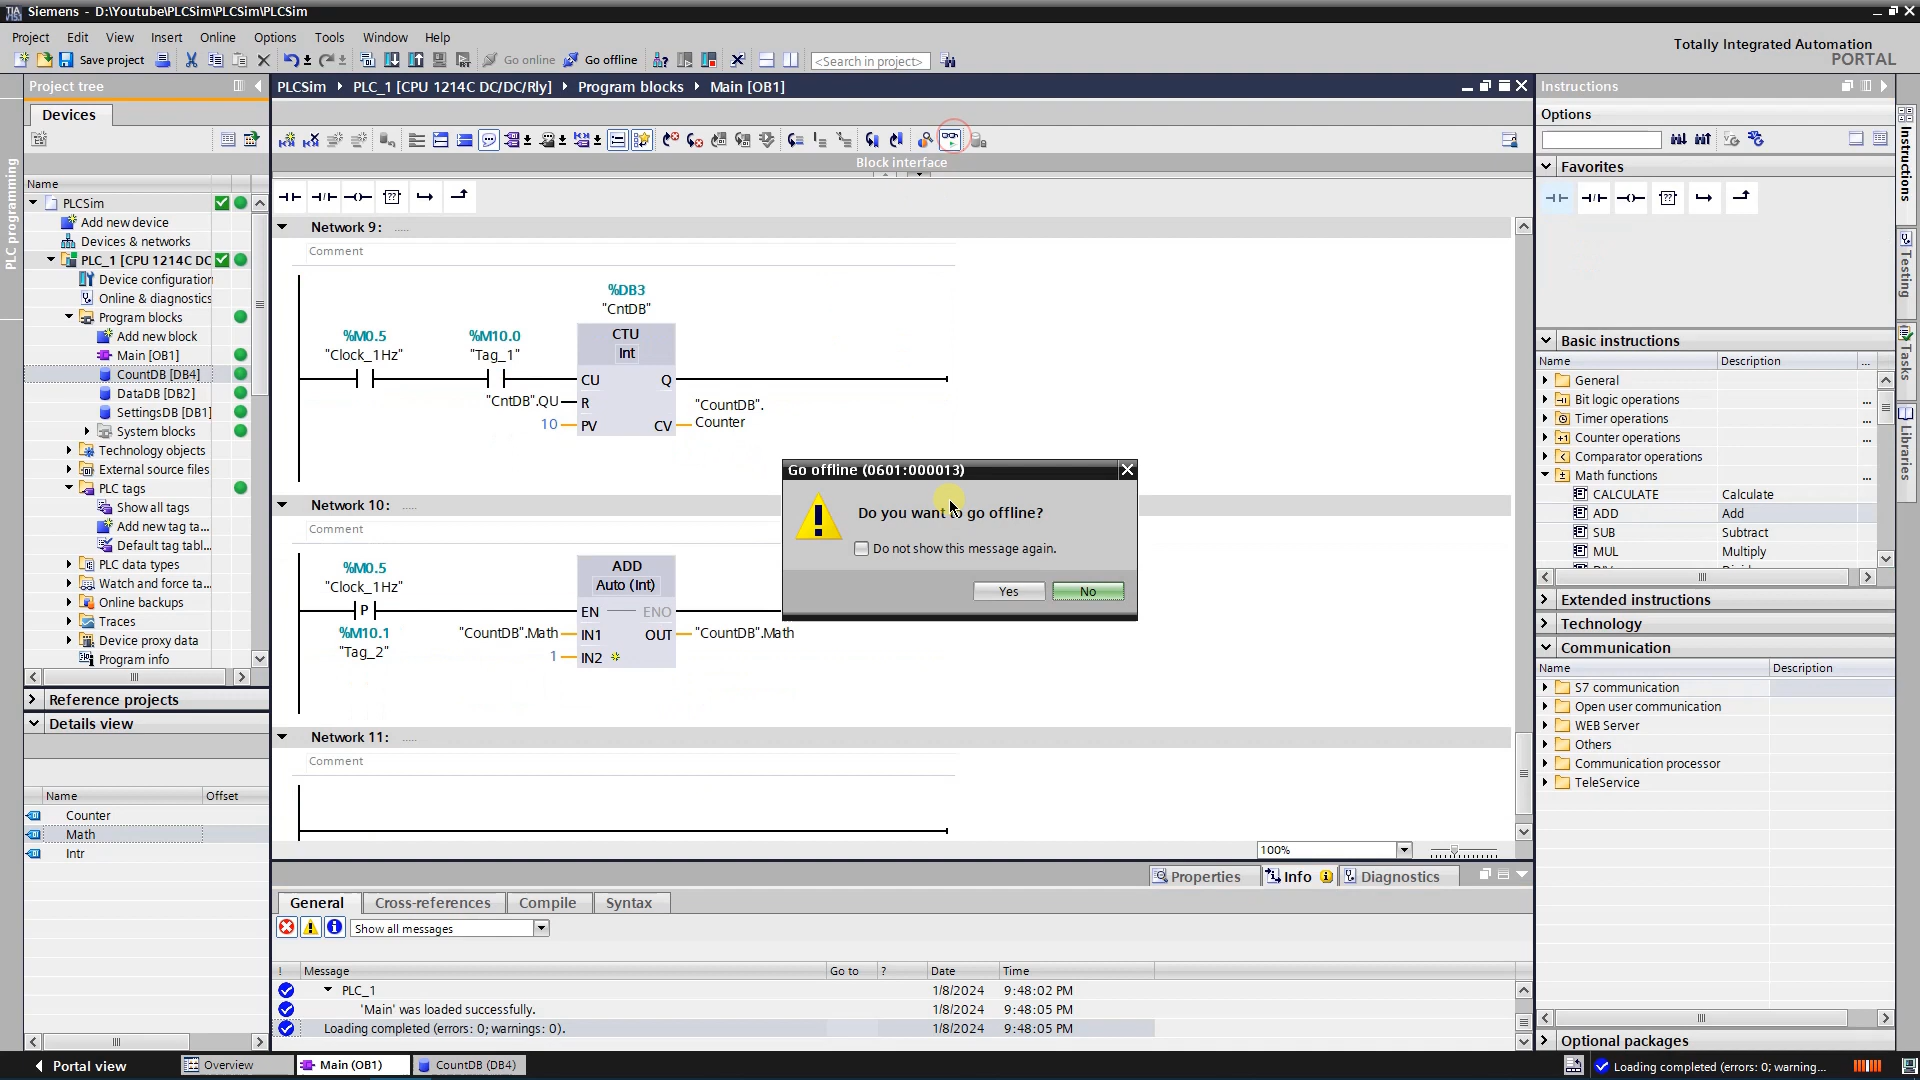 Siemens - D:\Youtube\PLCSim\PLCSim\PLCSim
Project Edit View Insert Online Options Tools Window Help
Totally Integrated Automation
PORTAL
Save project
Go online
Go offline
<Search in project>
Project tree
PLCSim PLC_1 [CPU 1214C DC/DC/Rly] Program blocks Main [OB1]
Instructions
Devices
Options
Block interface
Name
Favorites
PLCSim
Add new device
Devices & networks
PLC_1 [CPU 1214C DC
Device configuration
Online & diagnostics
Program blocks
Add new block
Main [OB1]
CountDB [DB4]
DataDB [DB2]
SettingsDB [DB1]
System blocks
Technology objects
External source files
PLC tags
Show all tags
Add new tag ta...
Default tag tabl...
PLC data types
Watch and force ta...
Online backups
Traces
Device proxy data
Program info
Reference projects
Details view
Name Offset
Counter
Math
Intr
PLC programming
Network 9: .....
Comment
%DB3
"CntDB"
%M0.5
"Clock_1Hz"
%M10.0
"Tag_1"
CTU
Int
CU Q
"CntDB".QU R
"CountDB".
Counter
10 PV CV
Network 10: .....
Comment
%M0.5
"Clock_1Hz"
P
%M10.1
"Tag_2"
ADD
Auto (Int)
EN ENO
"CountDB".Math IN1 OUT "CountDB".Math
1 IN2
Network 11: .....
Comment
Go offline (0601:000013)
Do you want to go offline?
Do not show this message again.
Yes No
100%
Properties Info Diagnostics
General Cross-references Compile Syntax
Show all messages
! Message Go to ? Date Time
PLC_1 1/8/2024 9:48:02 PM
'Main' was loaded successfully. 1/8/2024 9:48:05 PM
Loading completed (errors: 0; warnings: 0). 1/8/2024 9:48:05 PM
Basic instructions
Name Description ...
General
Bit logic operations ...
Timer operations ...
Counter operations ...
Comparator operations ...
Math functions ...
CALCULATE Calculate
ADD Add
SUB Subtract
MUL Multiply
Extended instructions
Technology
Communication
Name Description
S7 communication
Open user communication
WEB Server
Others
Communication processor
TeleService
Optional packages
Instructions
Testing
Tasks
Libraries
Portal view
Overview
Main (OB1)
CountDB (DB4)
Loading completed (errors: 0; warning...